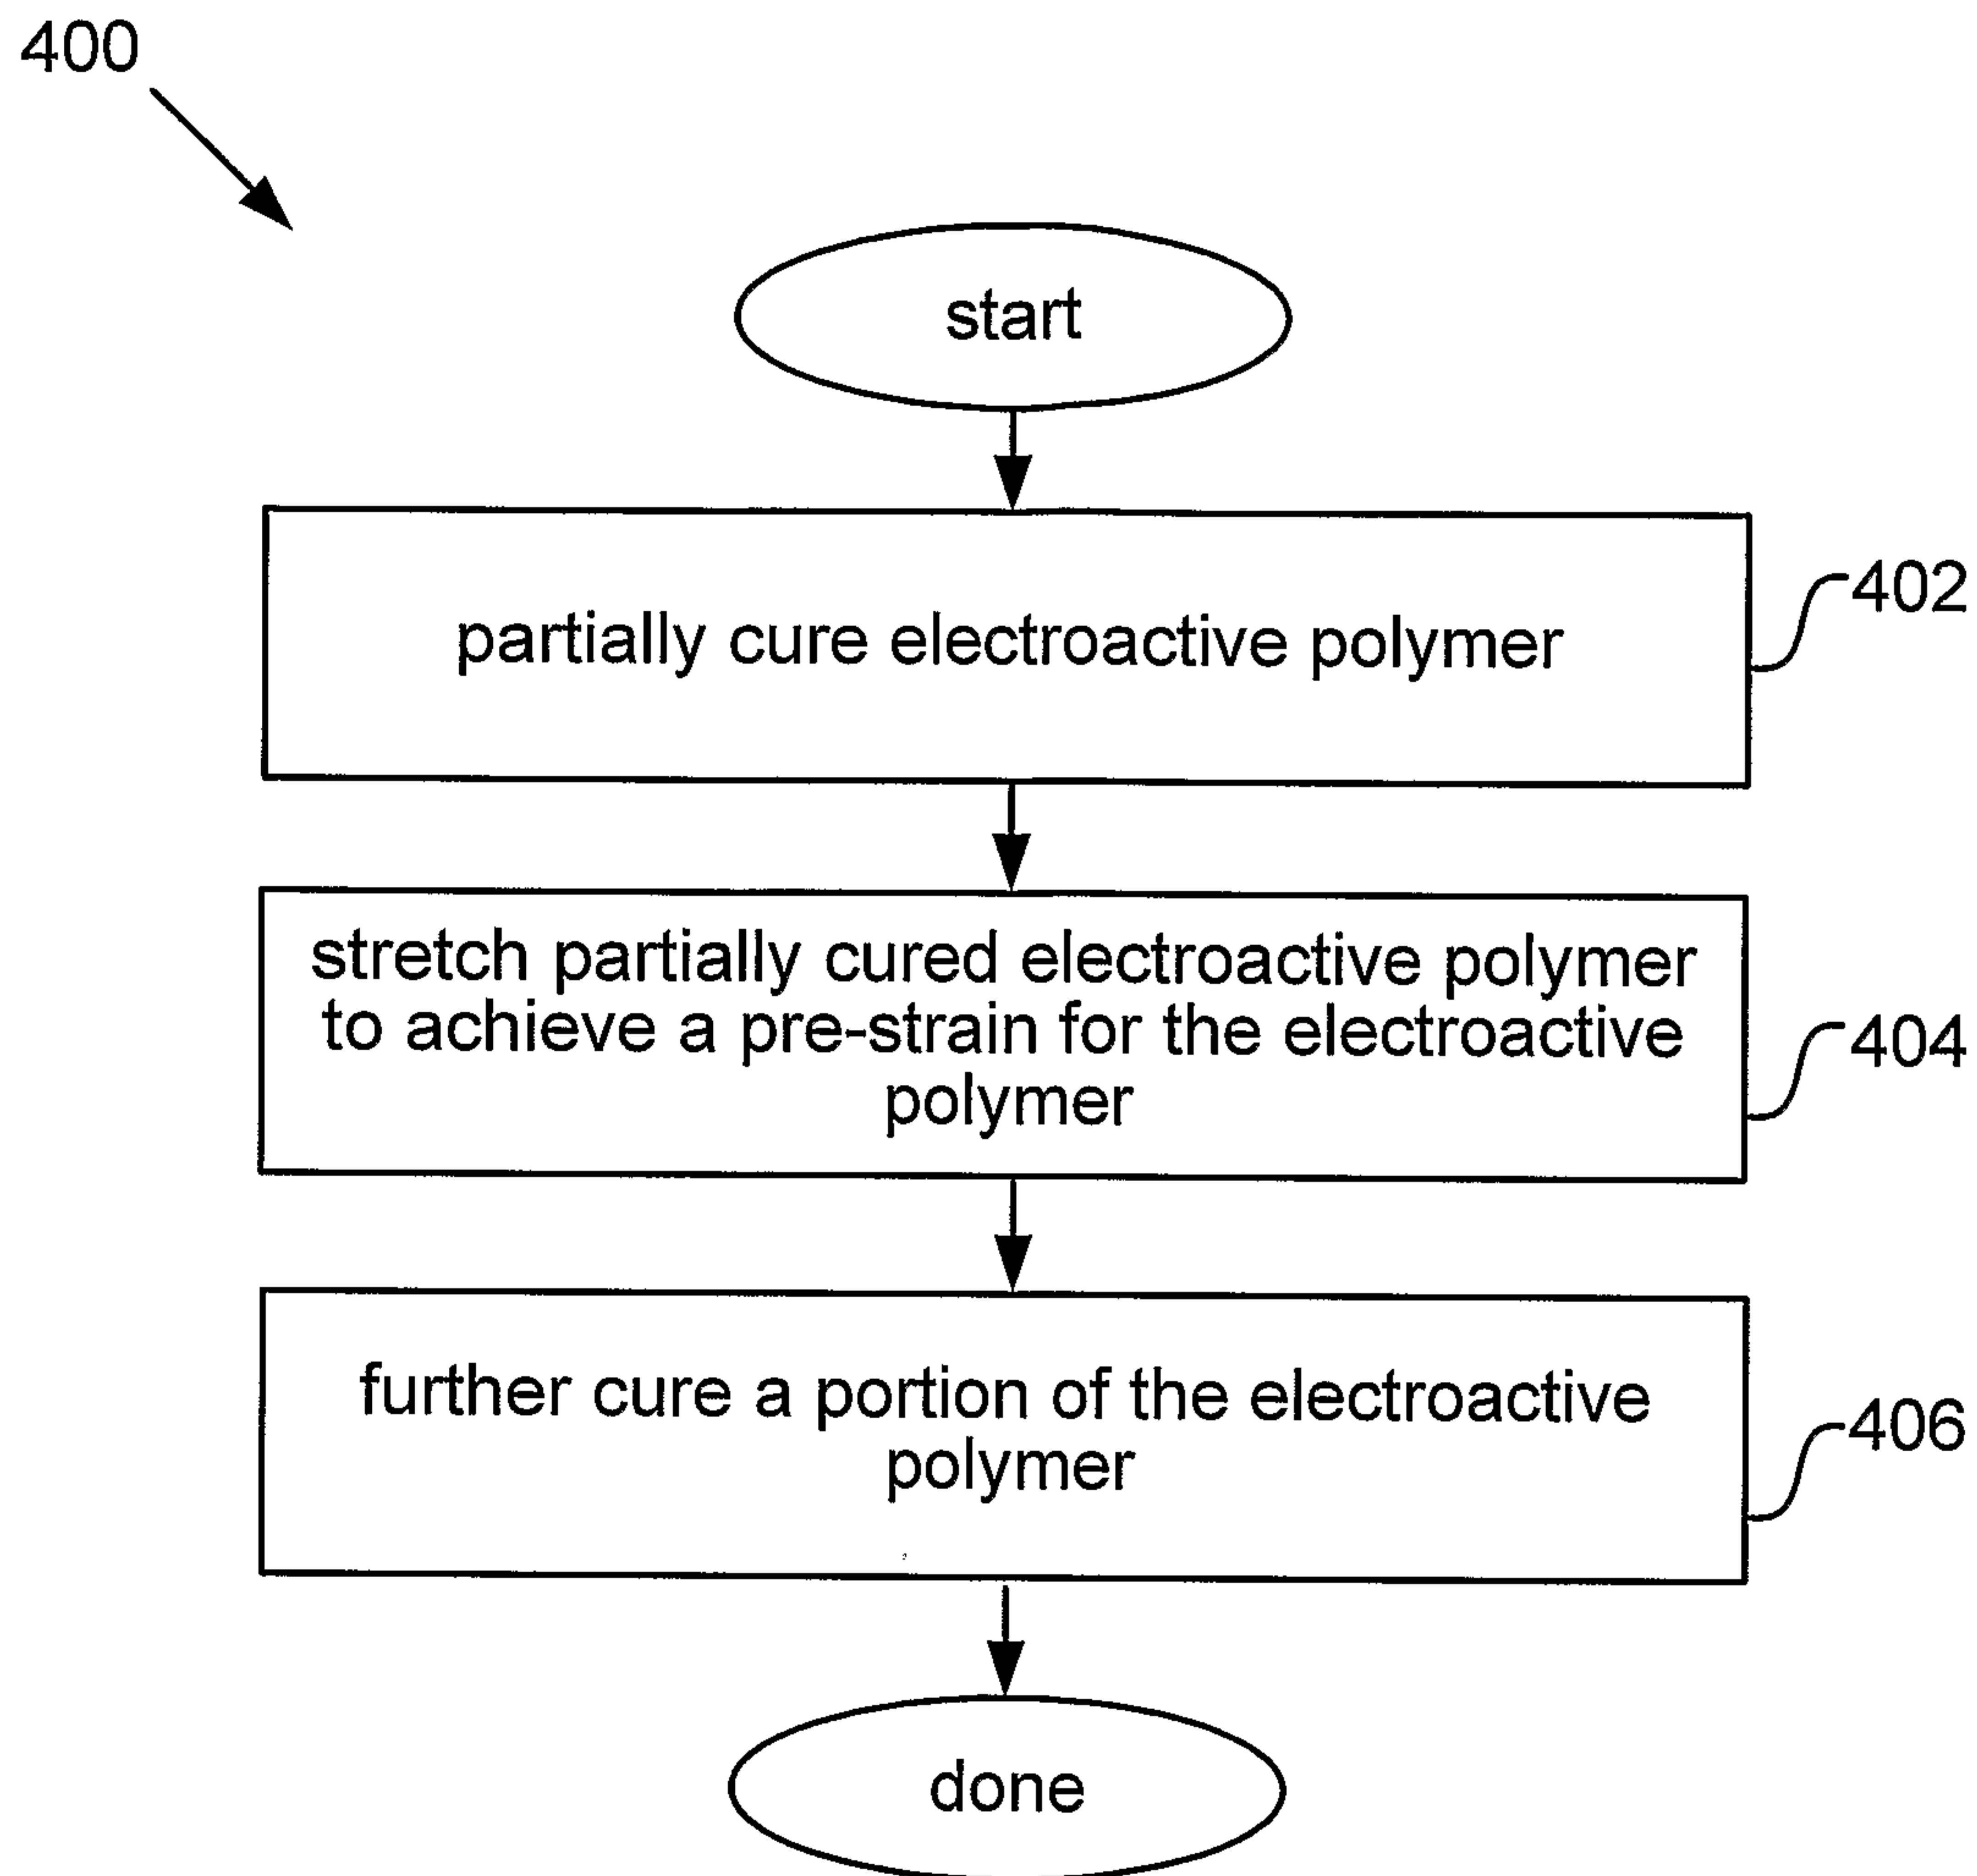 400
start
partially cure electroactive polymer
402
stretch partially cured electroactive polymer
to achieve a pre-strain for the electroactive
polymer
404
further cure a portion of the electroactive
polymer
406
done